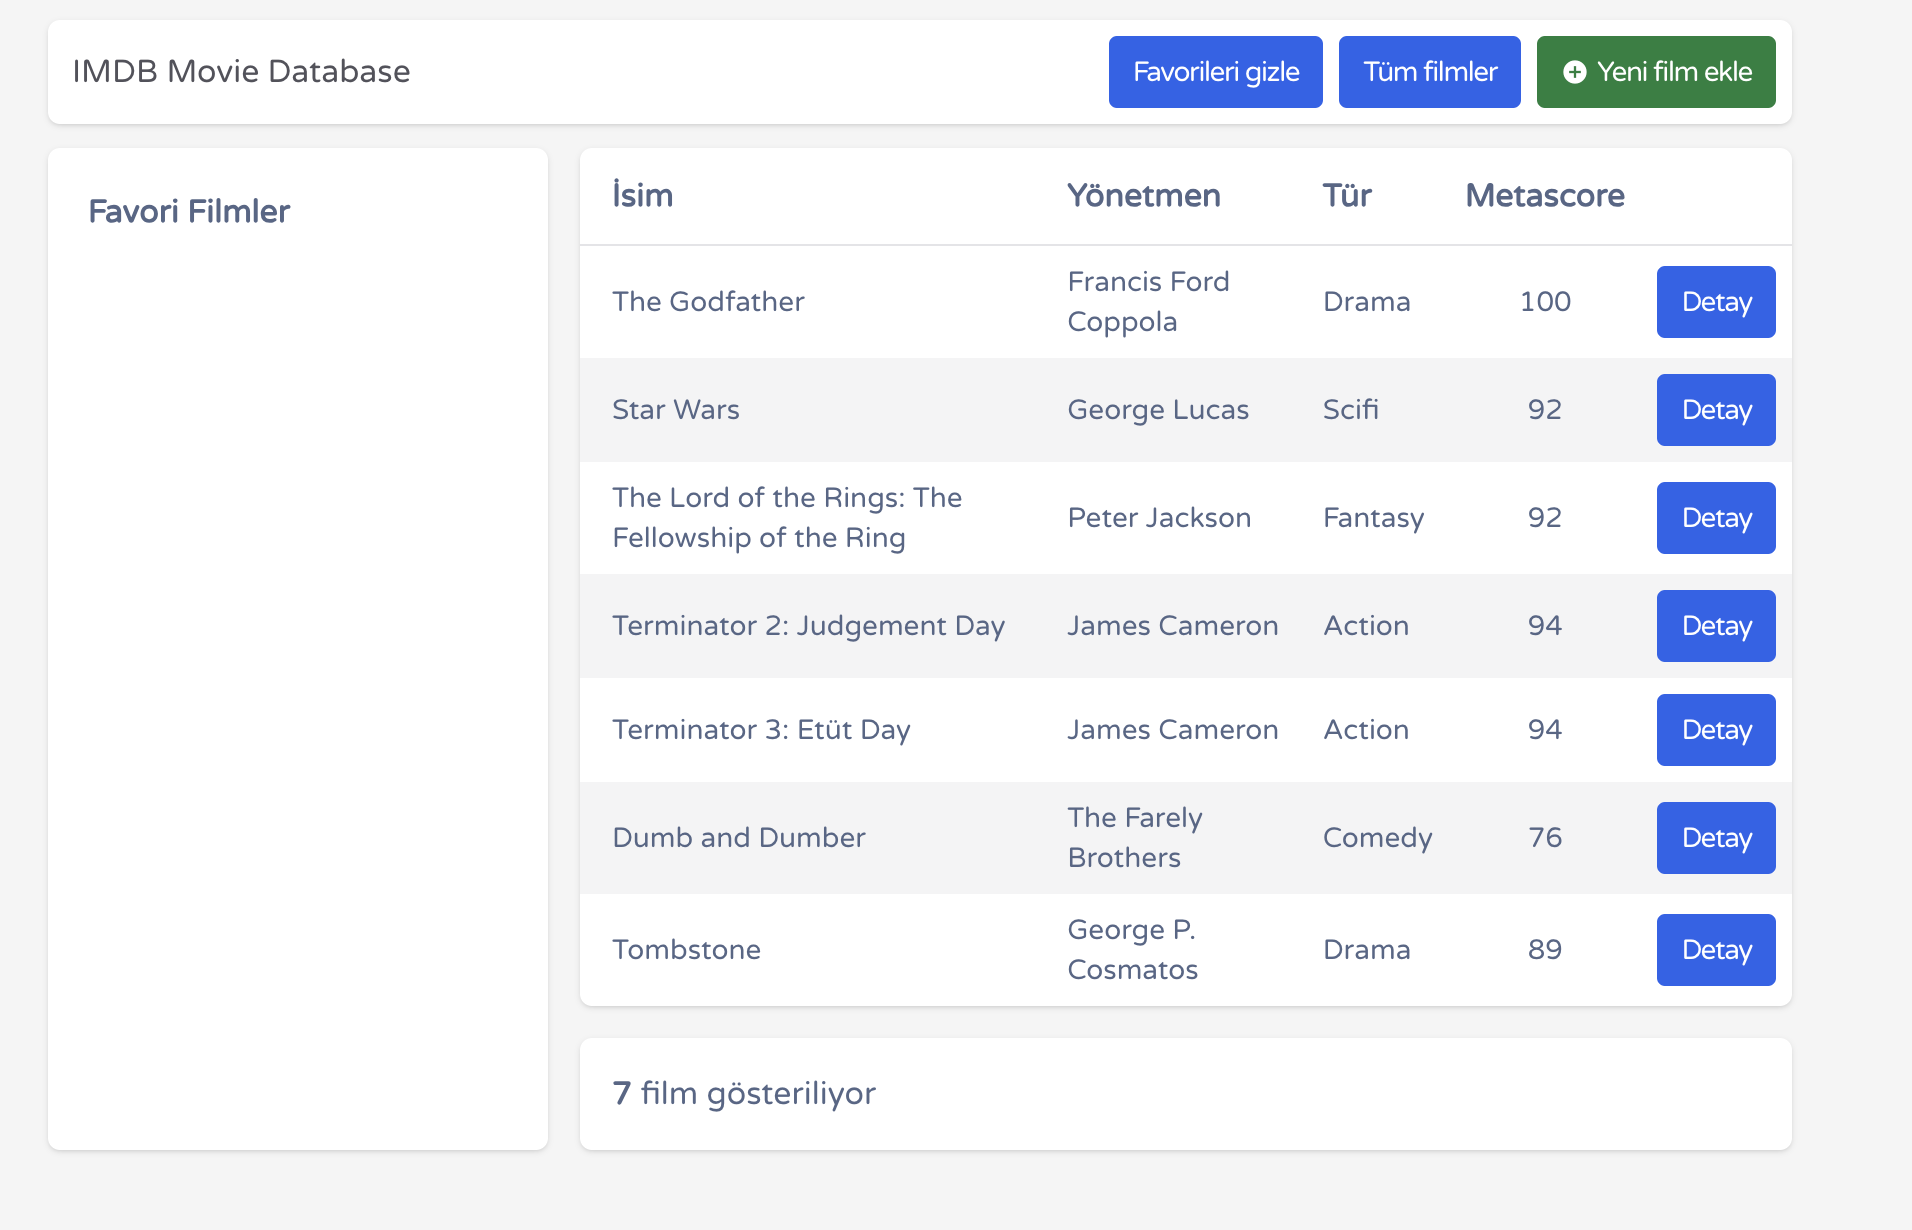 IMDB Movie Database
Favorileri gizle
Tüm filmler
Yeni film ekle
Favori Filmler
İsim Yönetmen Tür Metascore
The Godfather Francis Ford Coppola Drama 100 Detay
Star Wars George Lucas Scifi 92 Detay
The Lord of the Rings: The Fellowship of the Ring Peter Jackson Fantasy 92 Detay
Terminator 2: Judgement Day James Cameron Action 94 Detay
Terminator 3: Etüt Day James Cameron Action 94 Detay
Dumb and Dumber The Farely Brothers Comedy 76 Detay
Tombstone George P. Cosmatos Drama 89 Detay
7 film gösteriliyor